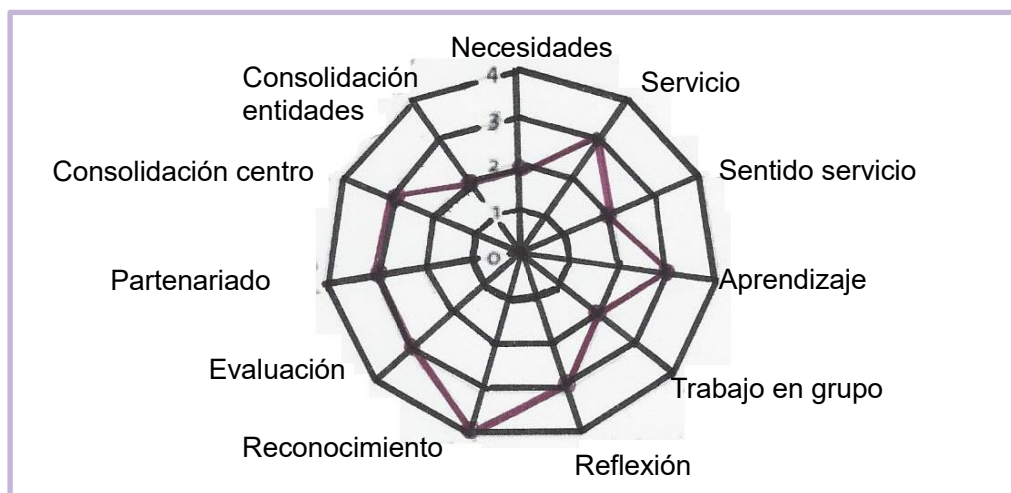 Necesidades
Servicio
Sentido servicio
Aprendizaje
Trabajo en grupo
Reflexión
Reconocimiento
Evaluación
Partenariado
Consolidación centro
Consolidación
entidades
4
3
2
1
0